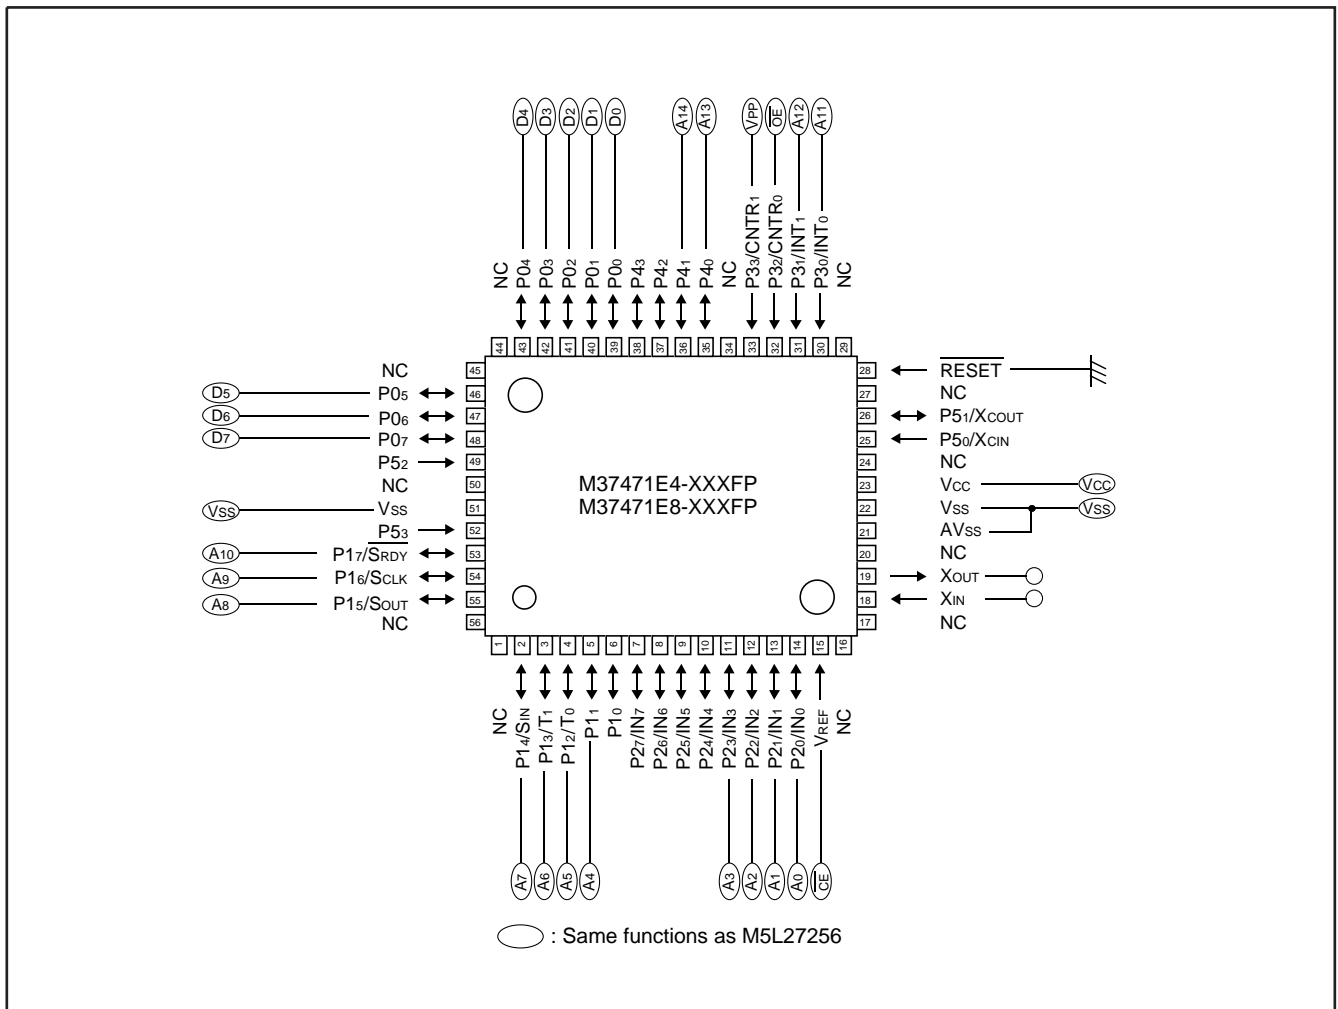 D4 D3 D2 D1 D0 A14 A13 VPP OE A12 A11
NC P04 P03 P02 P01 P00 P43 P42 P41 P40 NC P33/CNTR1 P32/CNTR0 P31/INT1 P30/INT0 NC
44 43 42 41 40 39 38 37 36 35 34 33 32 31 30 29
NC 45
D5 P05 46
D6 P06 47
D7 P07 48
P52 49
NC 50
VSS VSS 51
P53 52
A10 P17/SRDY 53
A9 P16/SCLK 54
A8 P15/SOUT 55
NC 56
M37471E4-XXXFP
M37471E8-XXXFP
28 RESET
27 NC
26 P51/XCOUT
25 P50/XCIN
24 NC
23 VCC VCC
22 VSS VSS
21 AVSS
20 NC
19 XOUT
18 XIN
17 NC
1 2 3 4 5 6 7 8 9 10 11 12 13 14 15 16
NC P14/SIN P13/T1 P12/T0 P11 P10 P27/IN7 P26/IN6 P25/IN5 P24/IN4 P23/IN3 P22/IN2 P21/IN1 P20/IN0 VREF NC
A7 A6 A5 A4 A3 A2 A1 A0 CE
: Same functions as M5L27256